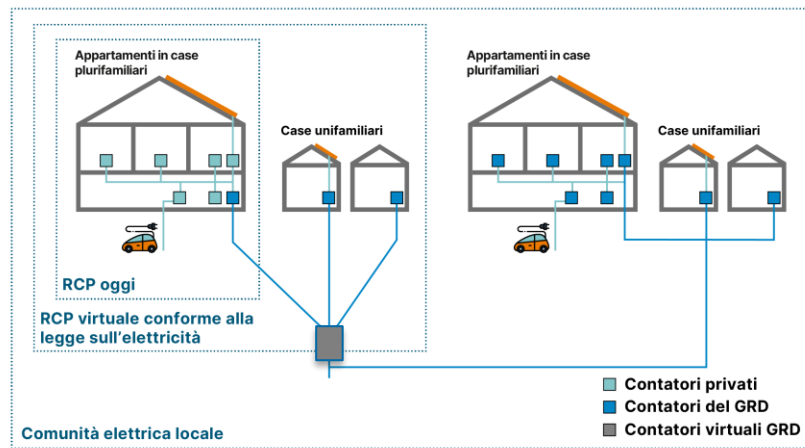 Appartamenti in case
plurifamiliari
Case unifamiliari
RCP oggi
RCP virtuale conforme alla
legge sull'elettricità
Appartamenti in case
plurifamiliari
Case unifamiliari
Contatori privati
Contatori del GRD
Contatori virtuali GRD
Comunità elettrica locale